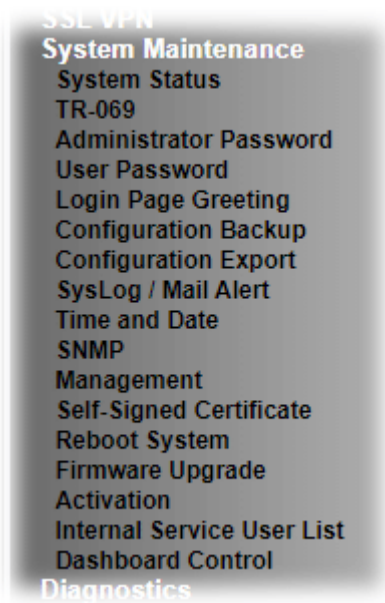 SSL VPN
System Maintenance
System Status
TR-069
Administrator Password
User Password
Login Page Greeting
Configuration Backup
Configuration Export
SysLog / Mail Alert
Time and Date
SNMP
Management
Self-Signed Certificate
Reboot System
Firmware Upgrade
Activation
Internal Service User List
Dashboard Control
Diagnostics